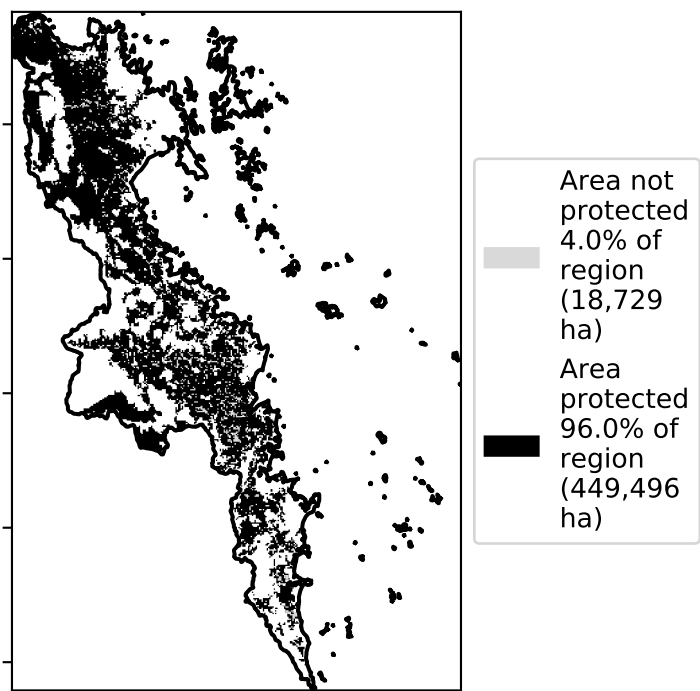 Area not
protected
4.0% of
region
(18,729
ha)
Area
protected
96.0% of
region
(449,496
ha)